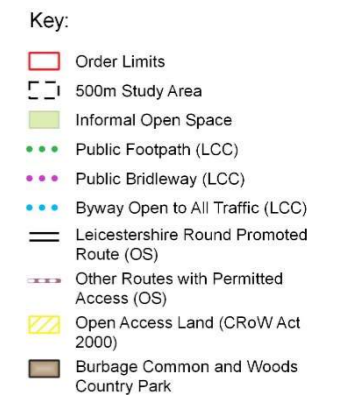 Key:
Order Limits
500m Study Area
Informal Open Space
Public Footpath (LCC)
Public Bridleway (LCC)
Byway Open to All Traffic (LCC)
Leicestershire Round Promoted
Route (OS)
Other Routes with Permitted
Access (OS)
Open Access Land (CRoW Act
2000)
Burbage Common and Woods
Country Park